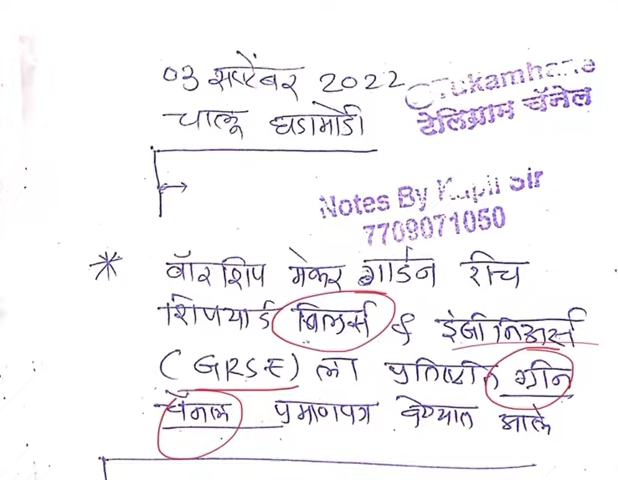 03 सप्टेंबर 2022
चालू घडामोडी
Tukamhane
टेलिग्राम चॅनेल
Notes By Kapil Sir
7709071050
* वॉरशिप मेकर गार्डन रीच
शिपयार्ड बिल्डर्स & इंजीनिअर्स
(GRSE) ला प्रतिष्ठीत ग्रीन
चॅनल प्रमाणपत्र देण्यात आले